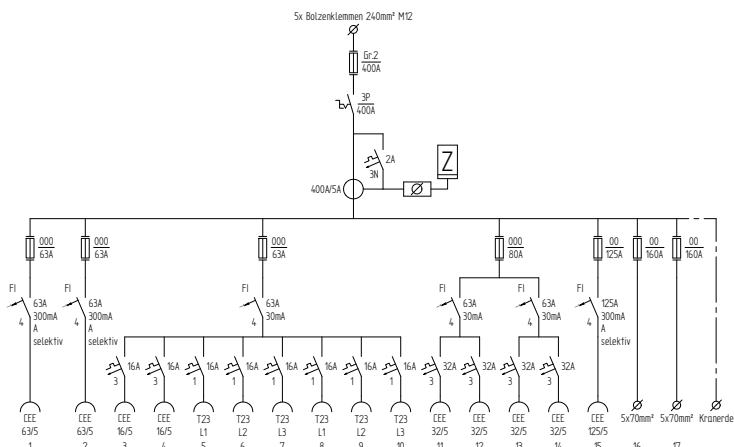 5x Bolzenklemmen 240mm² M12
Gr.2
400A
3P
400A
2A
3N
Z
400A/5A
000
63A
000
63A
000
63A
000
80A
00
125A
00
160A
00
160A
FI
63A
300mA
A
selektiv
4
FI
63A
300mA
A
selektiv
4
FI
63A
30mA
4
FI
63A
30mA
4
FI
63A
30mA
4
FI
125A
300mA
A
selektiv
4
16A
3
16A
3
16A
1
16A
1
16A
1
16A
1
16A
1
16A
1
32A
3
32A
3
32A
3
32A
3
5x70mm²
5x70mm²
Kranerde
CEE
63/5
1
CEE
63/5
2
CEE
16/5
3
CEE
16/5
4
T23
L1
5
T23
L2
6
T23
L3
7
T23
L1
8
T23
L2
9
T23
L3
10
CEE
32/5
11
CEE
32/5
12
CEE
32/5
13
CEE
32/5
14
CEE
125/5
15
16
17